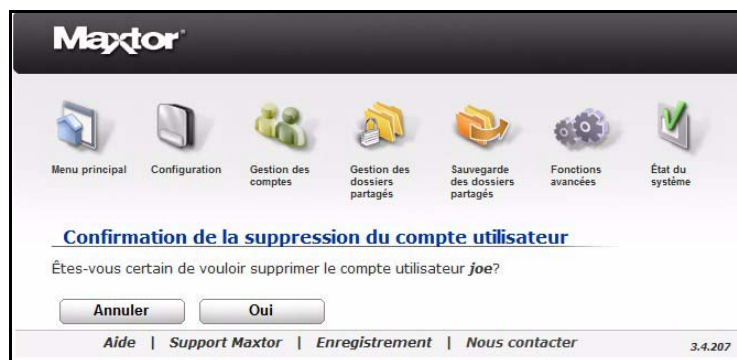 Maxtor
Menu principal
Configuration
Gestion des
comptes
Gestion des
dossiers
partagés
Sauvegarde
des dossiers
partagés
Fonctions
avancées
État du
système
Confirmation de la suppression du compte utilisateur
Êtes-vous certain de vouloir supprimer le compte utilisateur joe?
Annuler Oui
Aide | Support Maxtor | Enregistrement | Nous contacter 3.4.207